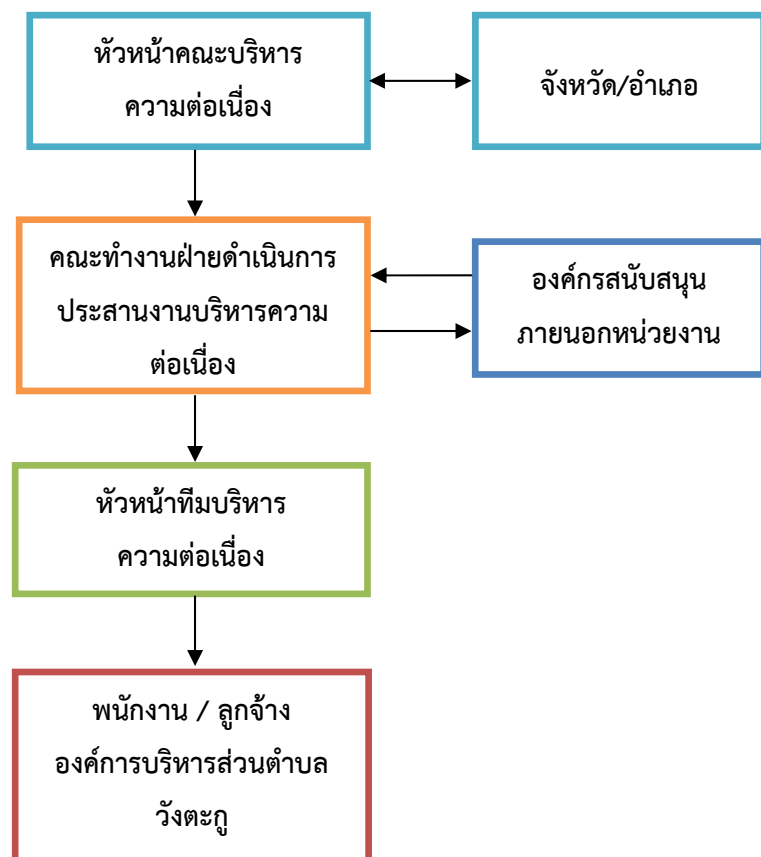 หัวหน้าคณะบริหาร
ความต่อเนื่อง
จังหวัด/อำเภอ
คณะทำงานฝ่ายดำเนินการ
ประสานงานบริหารความ
ต่อเนื่อง
องค์กรสนับสนุน
ภายนอกหน่วยงาน
หัวหน้าทีมบริหาร
ความต่อเนื่อง
พนักงาน / ลูกจ้าง
องค์การบริหารส่วนตำบล
วังตะกู